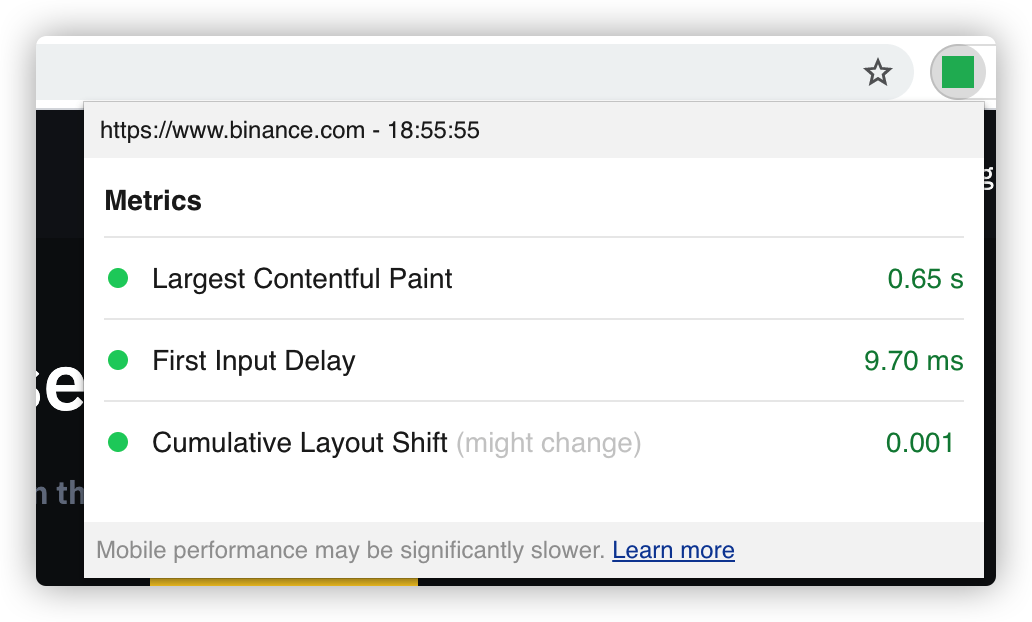 https://www.binance.com - 18:55:55
Metrics
Largest Contentful Paint 0.65 s
First Input Delay 9.70 ms
Cumulative Layout Shift (might change) 0.001
Mobile performance may be significantly slower. Learn more